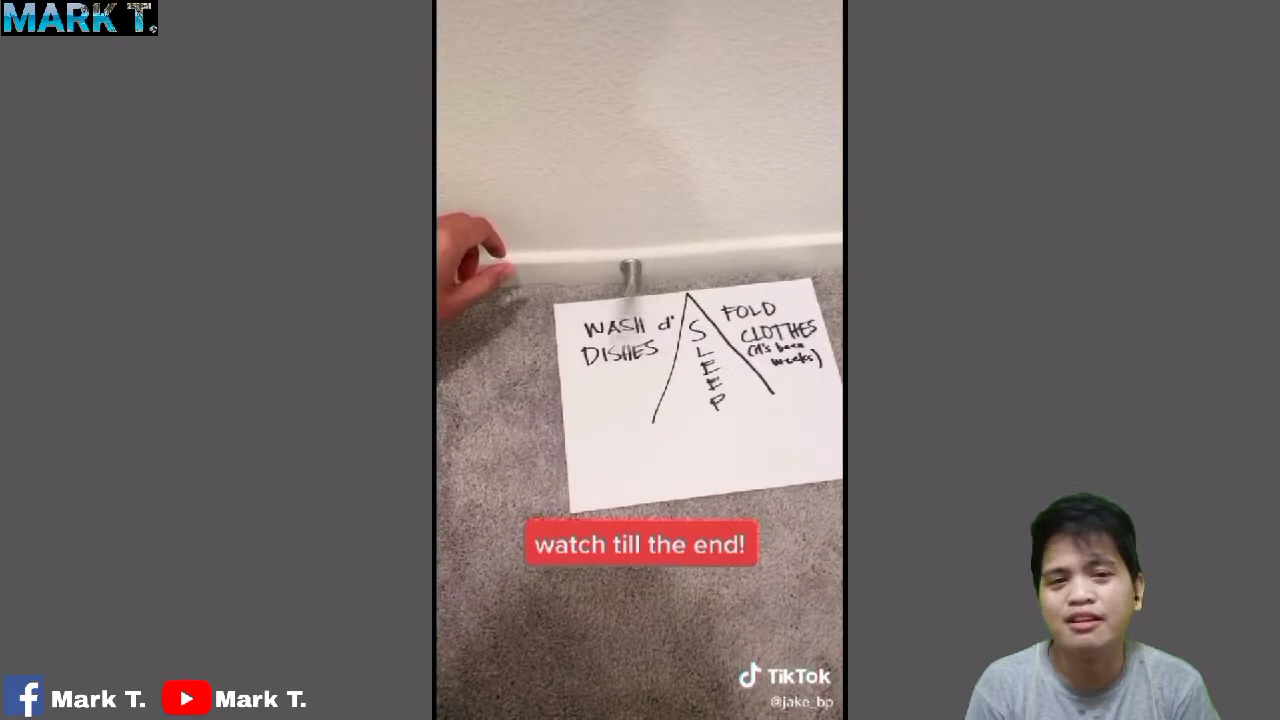 MARK T.
WASH d'
DISHES
S
L
E
E
P
FOLD
CLOTHES
(it's been
weeks)
watch till the end!
TikTok
@jake_bp
Mark T.
Mark T.